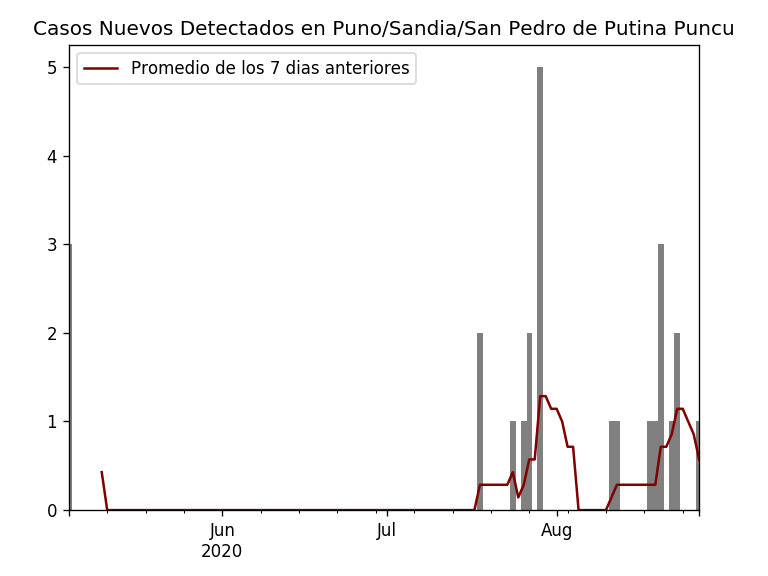 Casos Nuevos Detectados en Puno/Sandia/San Pedro de Putina Puncu
Promedio de los 7 dias anteriores
5
4
3
2
1
0
Jun
2020
Jul
Aug